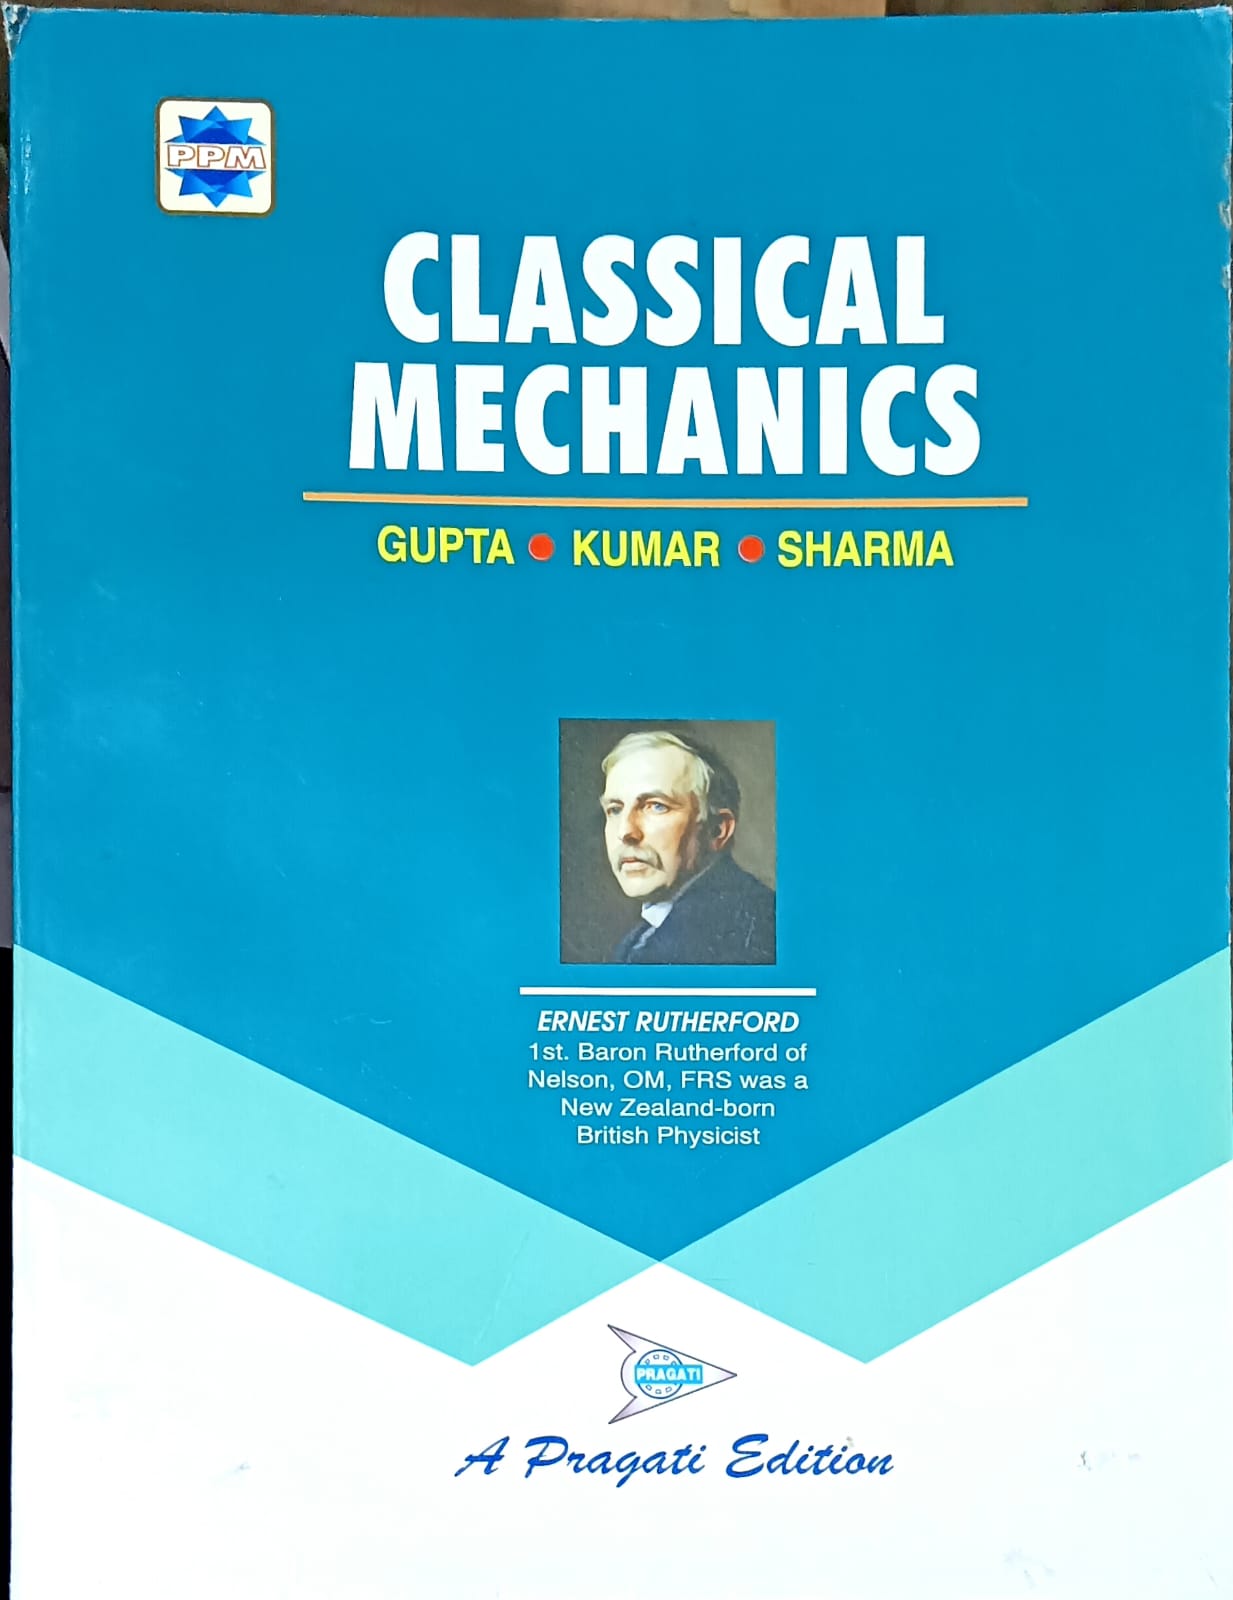 PPM
CLASSICAL
MECHANICS
GUPTA • KUMAR • SHARMA
ERNEST RUTHERFORD
1st. Baron Rutherford of
Nelson, OM, FRS was a
New Zealand-born
British Physicist
PRAGATI
A Pragati Edition